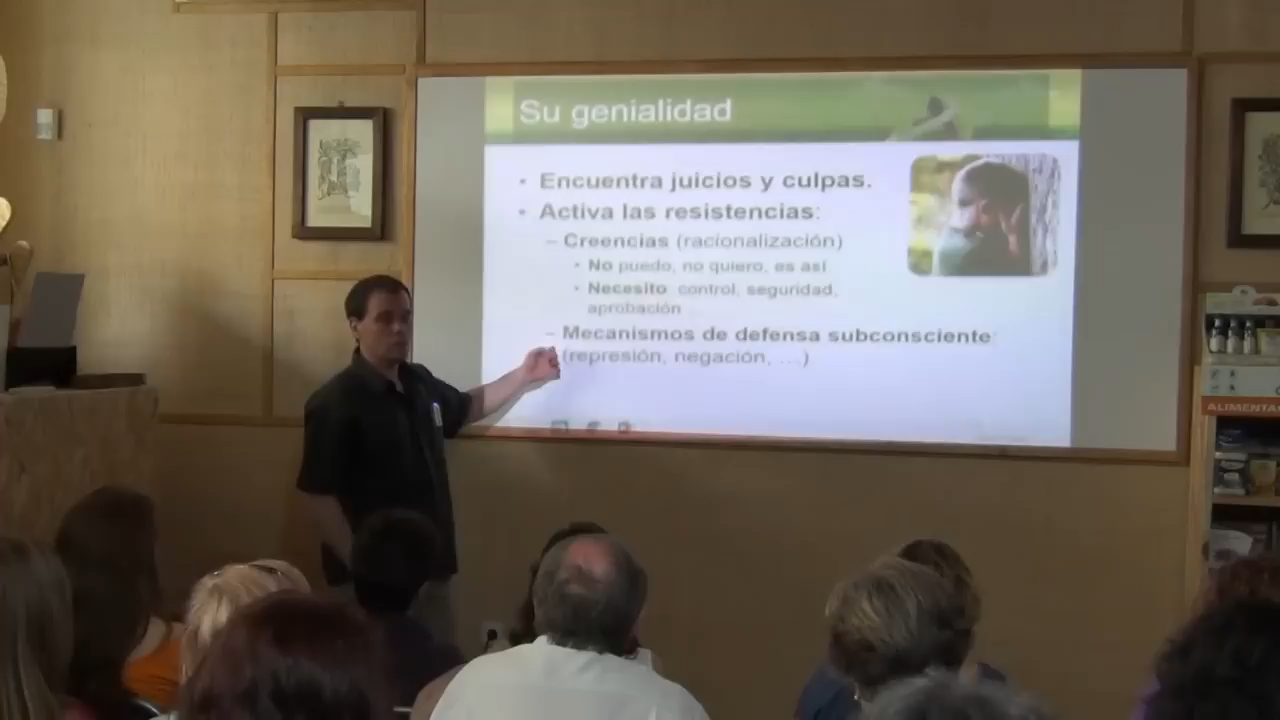 Su genialidad
• Encuentra juicios y culpas.
• Activa las resistencias:
– Creencias (racionalización)
• No puedo, no quiero, es así
• Necesito control, seguridad,
aprobación
– Mecanismos de defensa subconsciente:
(represión, negación, ...)
ALIMENTA